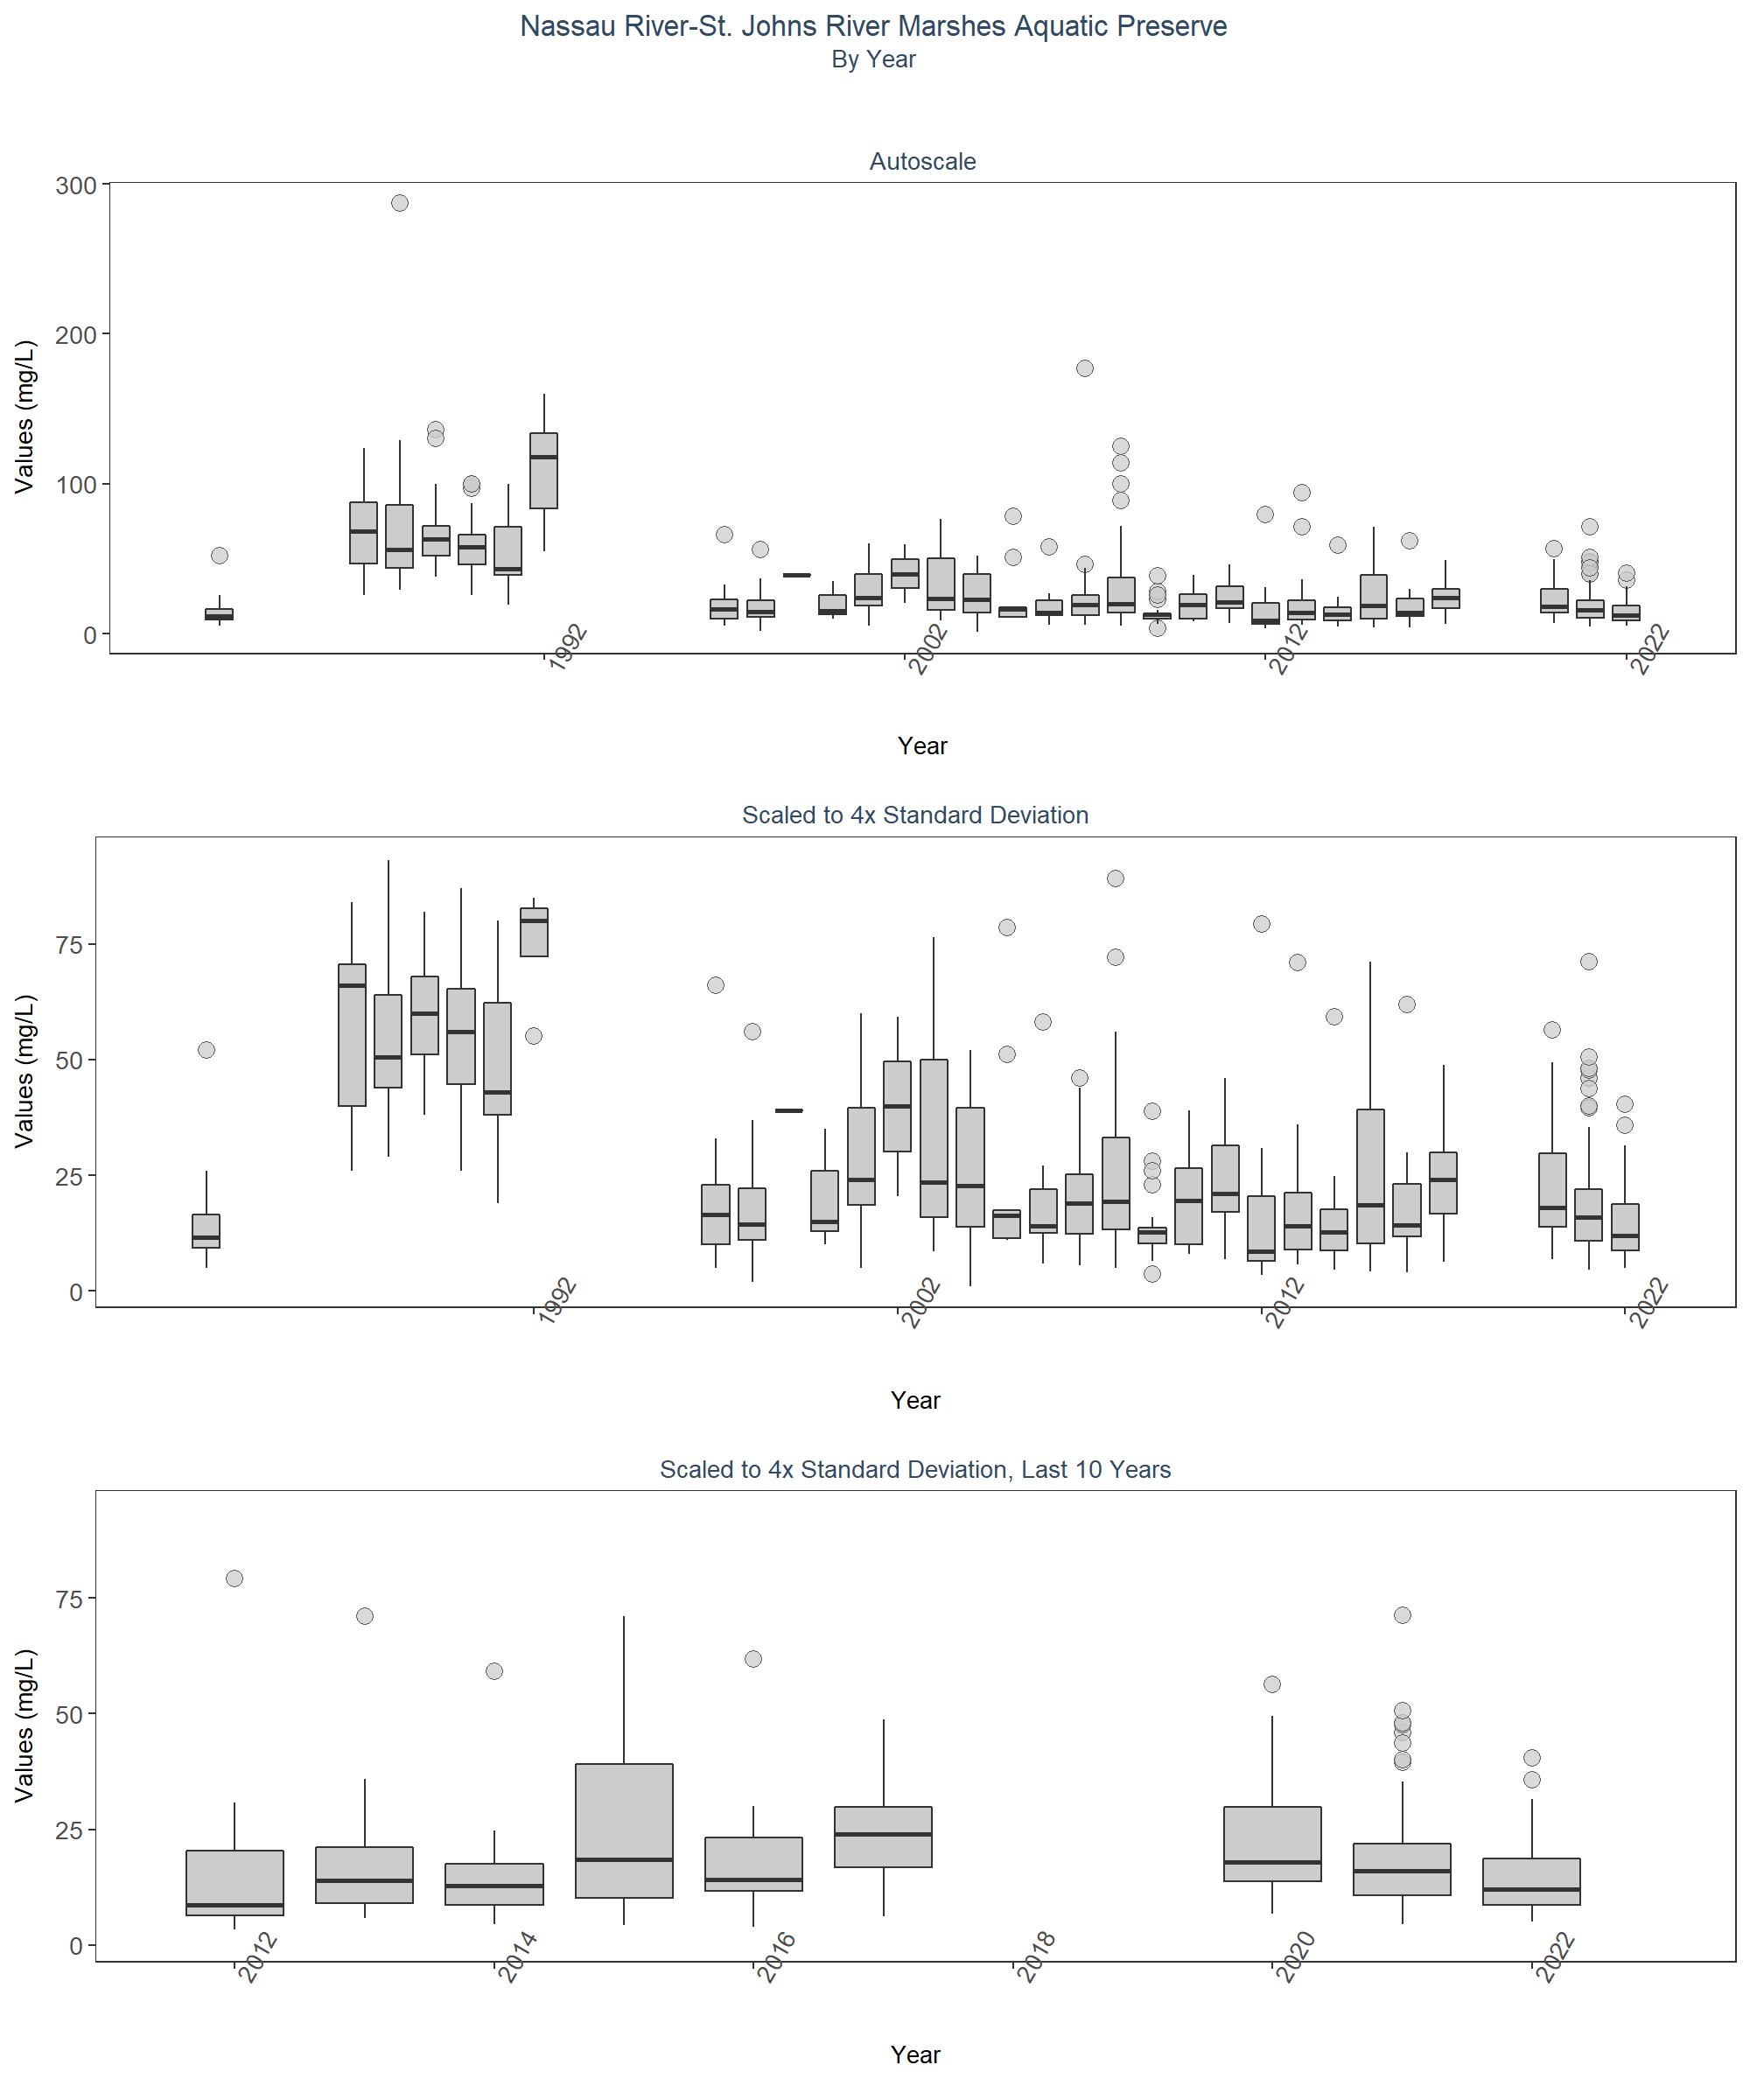 Nassau River-St. Johns River Marshes Aquatic Preserve
By Year
Autoscale
300
200
100
0
Values (mg/L)
1992
2002
2012
2022
Year
Scaled to 4x Standard Deviation
75
50
25
0
Values (mg/L)
1992
2002
2012
2022
Year
Scaled to 4x Standard Deviation, Last 10 Years
75
50
25
0
Values (mg/L)
2012
2014
2016
2018
2020
2022
Year